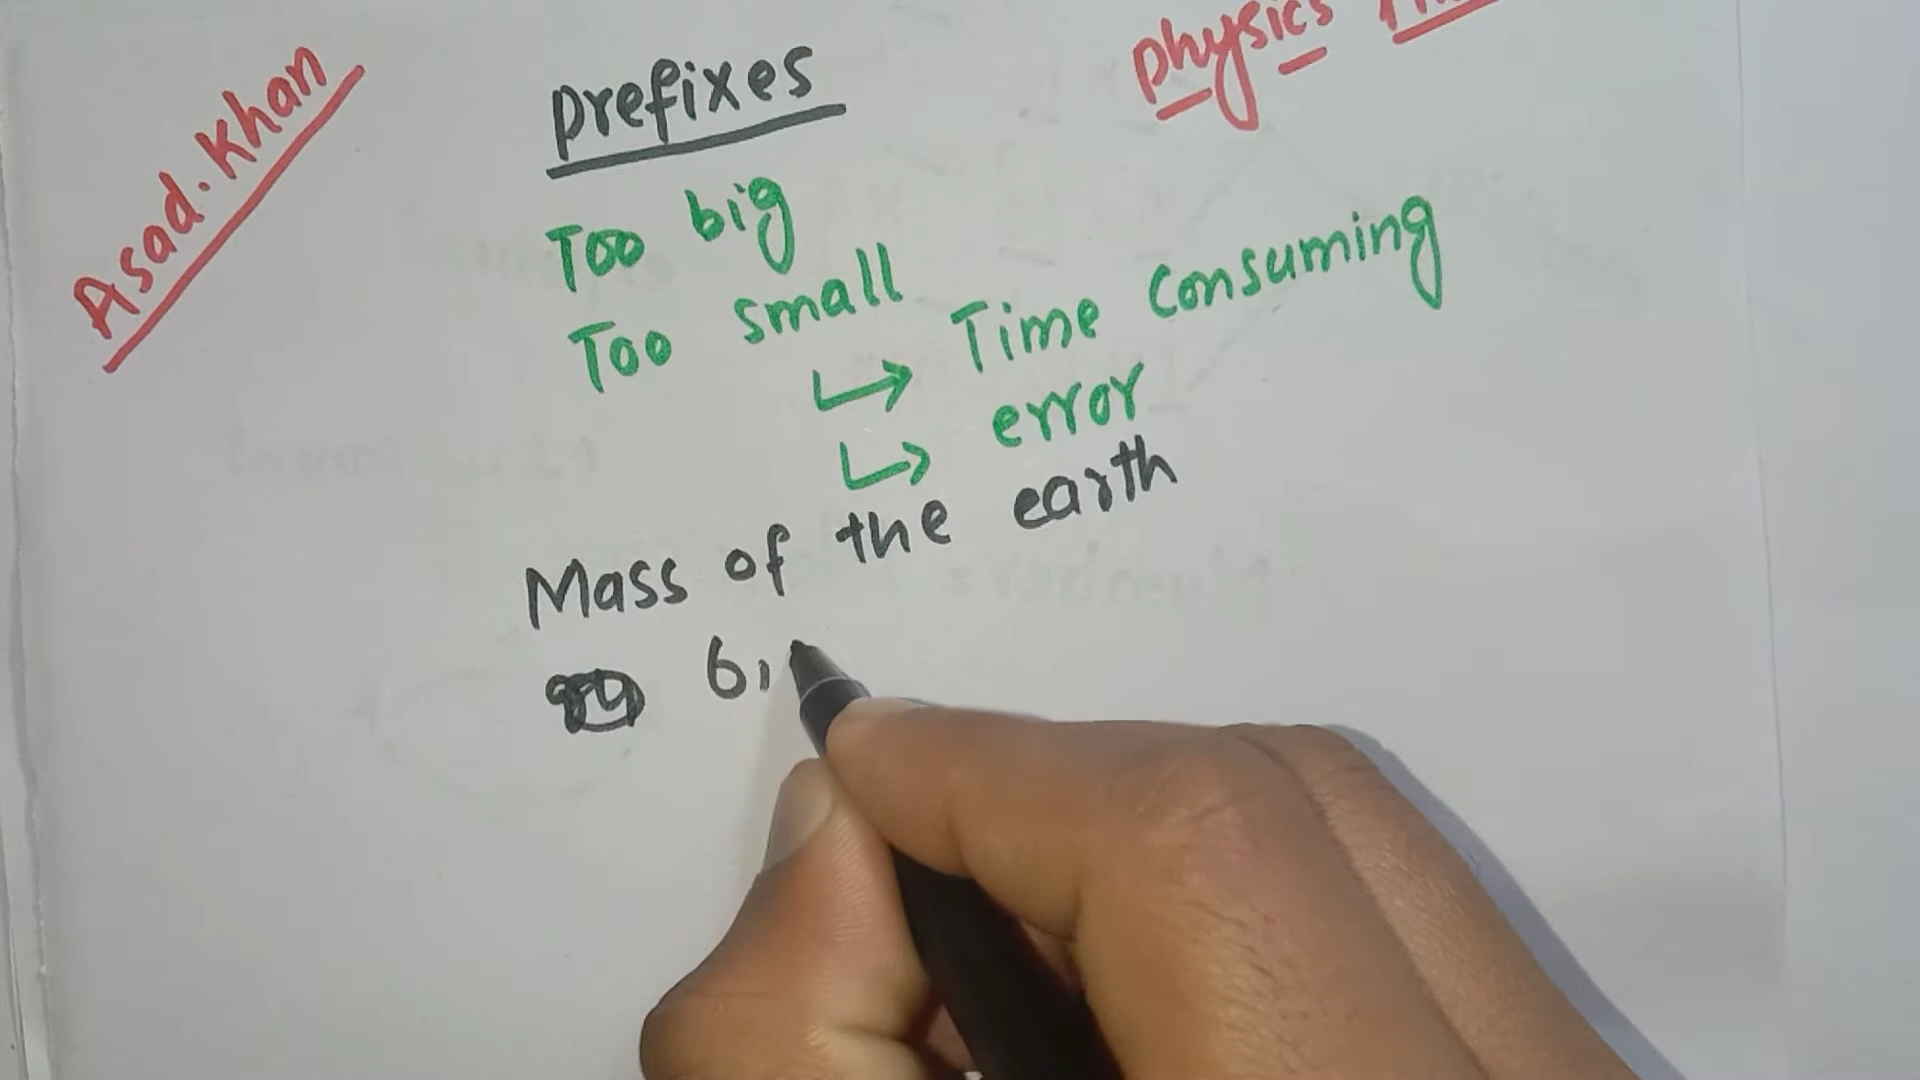 Asad.Khan
Physics
prefixes
Too big
Too small
↳ Time Consuming
↳ error
Mass of the earth
6,